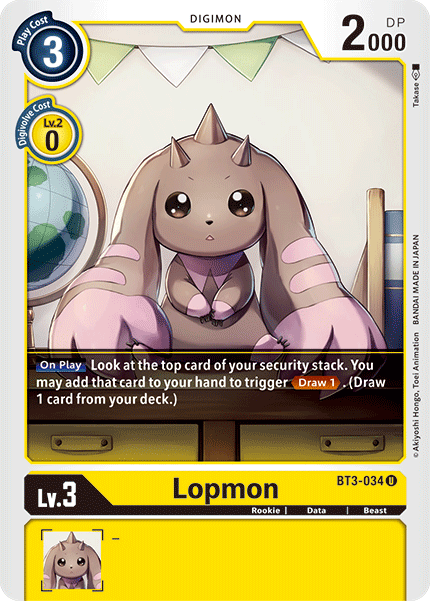 DIGIMON
Play Cost
3
2000
DP
Digivolve Cost
Lv.2
0
Takase
On Play Look at the top card of your security stack. You
may add that card to your hand to trigger Draw 1 . (Draw
1 card from your deck.)
© Akiyoshi Hongo, Toei Animation BANDAI MADE IN JAPAN
Lv.3
Lopmon
BT3-034 U
Rookie | Data | Beast
–